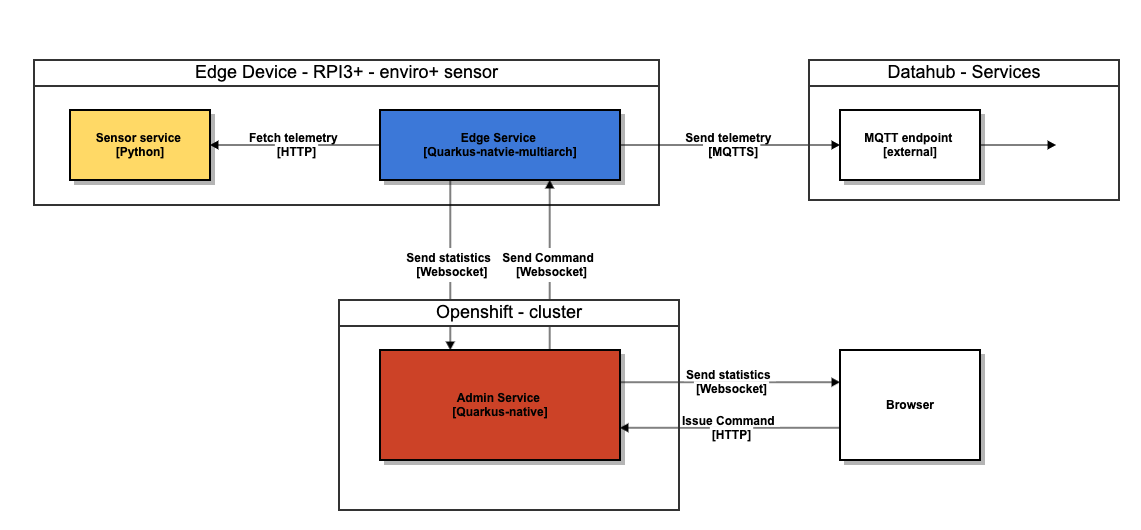 Edge Device - RPI3+ - enviro+ sensor
Datahub - Services
Sensor service
[Python]
Fetch telemetry
[HTTP]
Edge Service
[Quarkus-natvie-multiarch]
Send telemetry
[MQTTS]
MQTT endpoint
[external]
Send statistics
[Websocket]
Send Command
[Websocket]
Openshift - cluster
Admin Service
[Quarkus-native]
Send statistics
[Websocket]
Issue Command
[HTTP]
Browser